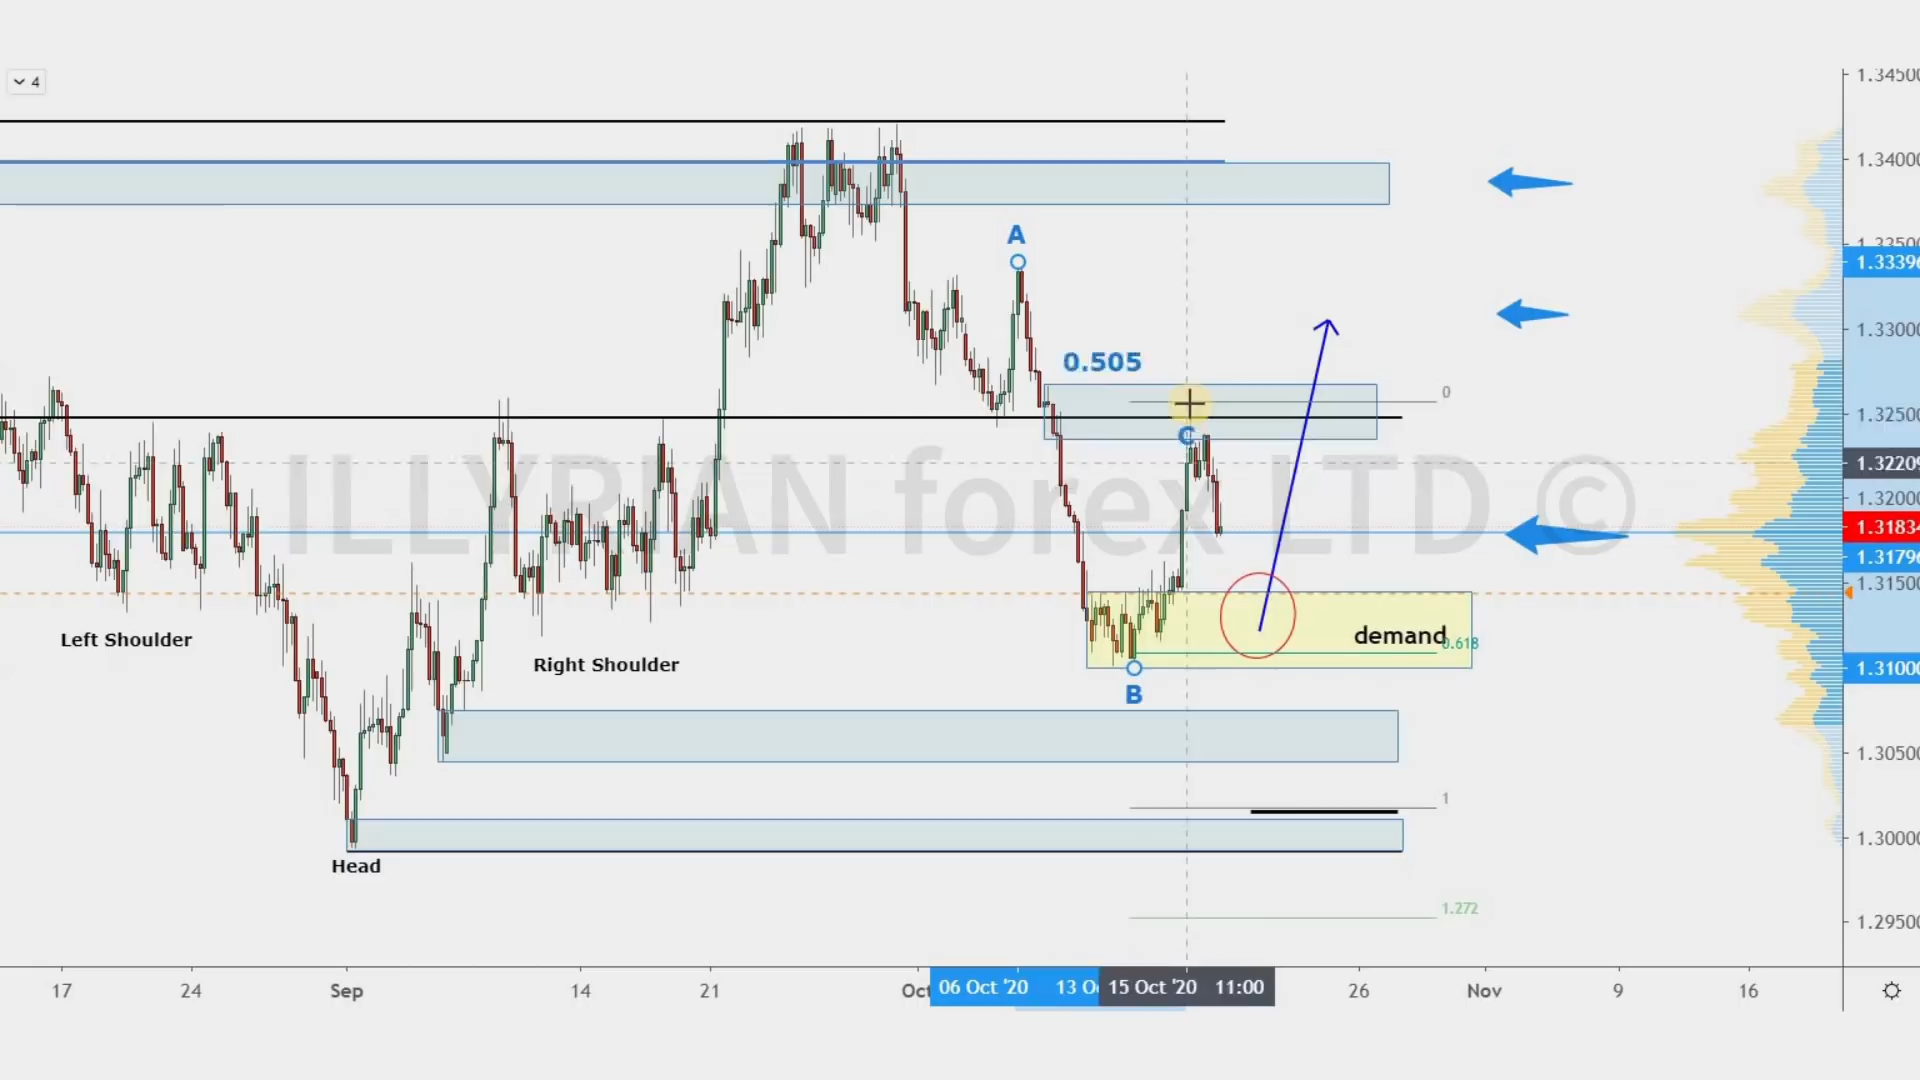 4
1.34500
1.34000
A
1.33396
1.33000
0.505
0
1.32500
C
1.32209
ILLYRIAN forex LTD ©
1.32000
1.31834
1.31796
1.31500
Left Shoulder
demand
0.618
Right Shoulder
1.31000
B
1.30500
1
1.30000
Head
1.272
1.29500
17 24 Sep 14 21 Oct 06 Oct '20 13 15 Oct '20 11:00 26 Nov 9 16